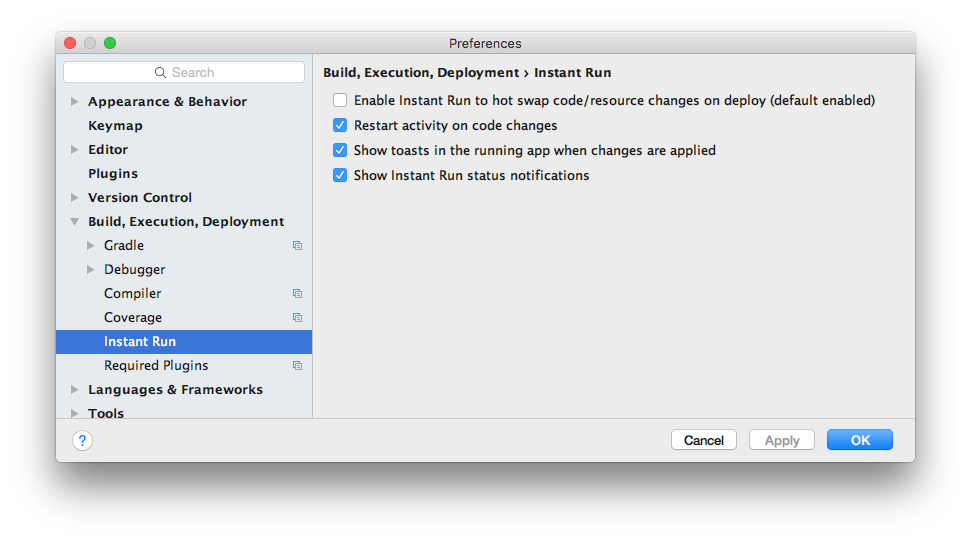 Preferences
Search
Appearance & Behavior
Keymap
Editor
Plugins
Version Control
Build, Execution, Deployment
Gradle
Debugger
Compiler
Coverage
Instant Run
Required Plugins
Languages & Frameworks
Tools
Build, Execution, Deployment › Instant Run
Enable Instant Run to hot swap code/resource changes on deploy (default enabled)
Restart activity on code changes
Show toasts in the running app when changes are applied
Show Instant Run status notifications
?
Cancel
Apply
OK